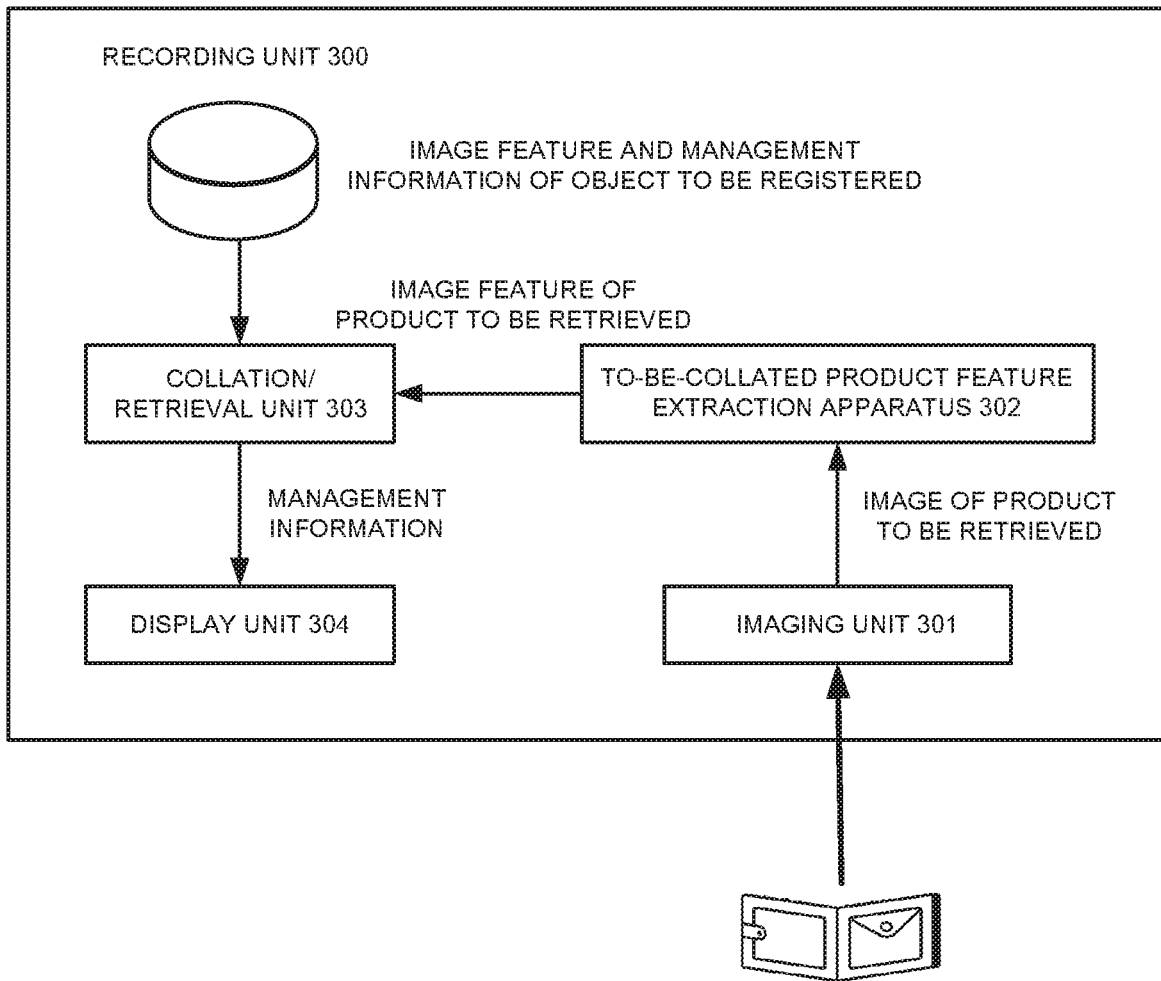 RECORDING UNIT 300
IMAGE FEATURE AND MANAGEMENT
INFORMATION OF OBJECT TO BE REGISTERED
IMAGE FEATURE OF
PRODUCT TO BE RETRIEVED
COLLATION/
RETRIEVAL UNIT 303
TO-BE-COLLATED PRODUCT FEATURE
EXTRACTION APPARATUS 302
MANAGEMENT
INFORMATION
IMAGE OF PRODUCT
TO BE RETRIEVED
DISPLAY UNIT 304
IMAGING UNIT 301